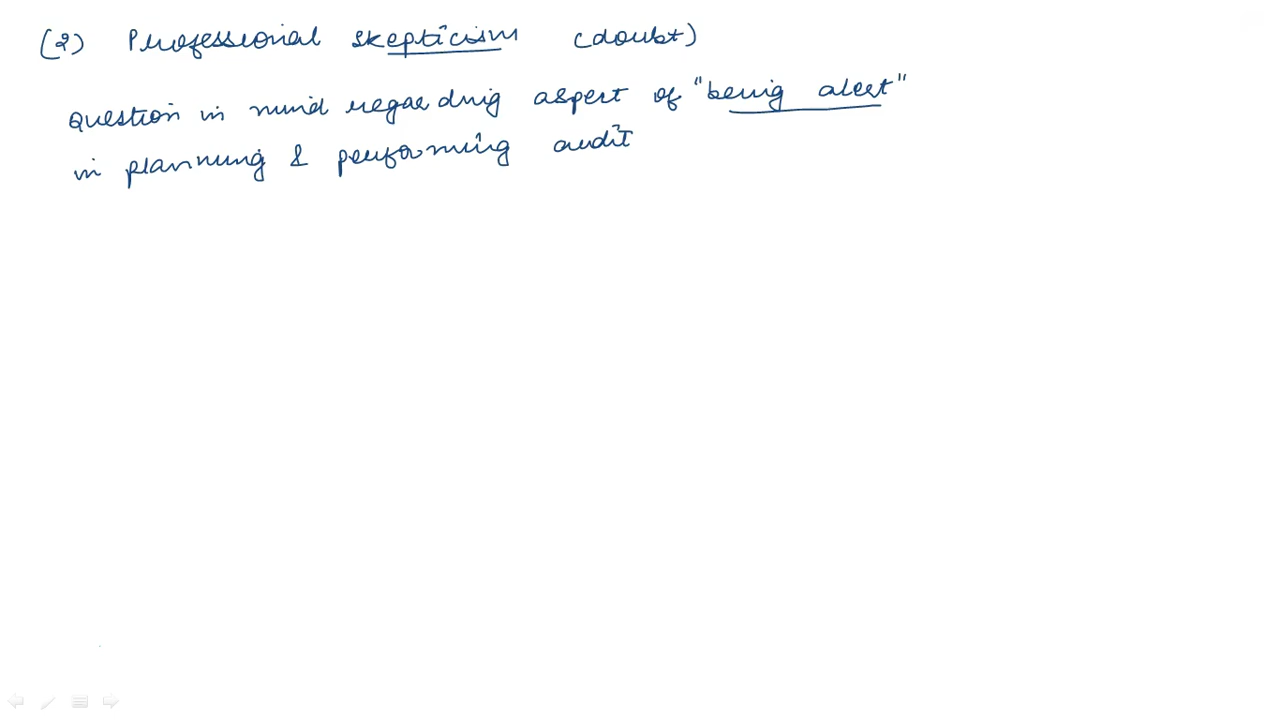 (2) Professional skepticism (doubt)
Question in mind regarding aspect of "being alert"
in planning & performing audit